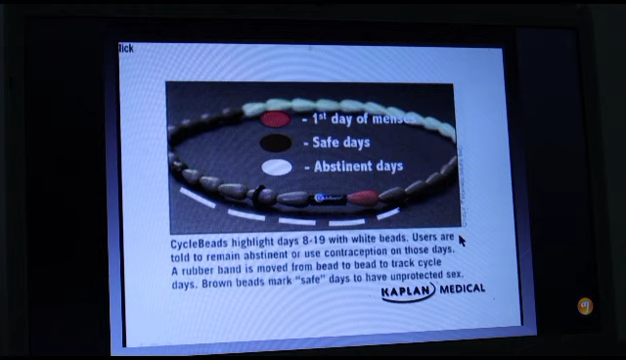 lick
- 1st day of menses
- Safe days
- Abstinent days
CycleBeads highlight days 8-19 with white beads. Users are
told to remain abstinent or use contraception on those days.
A rubber band is moved from bead to bead to track cycle
days. Brown beads mark "safe" days to have unprotected sex.
KAPLAN MEDICAL